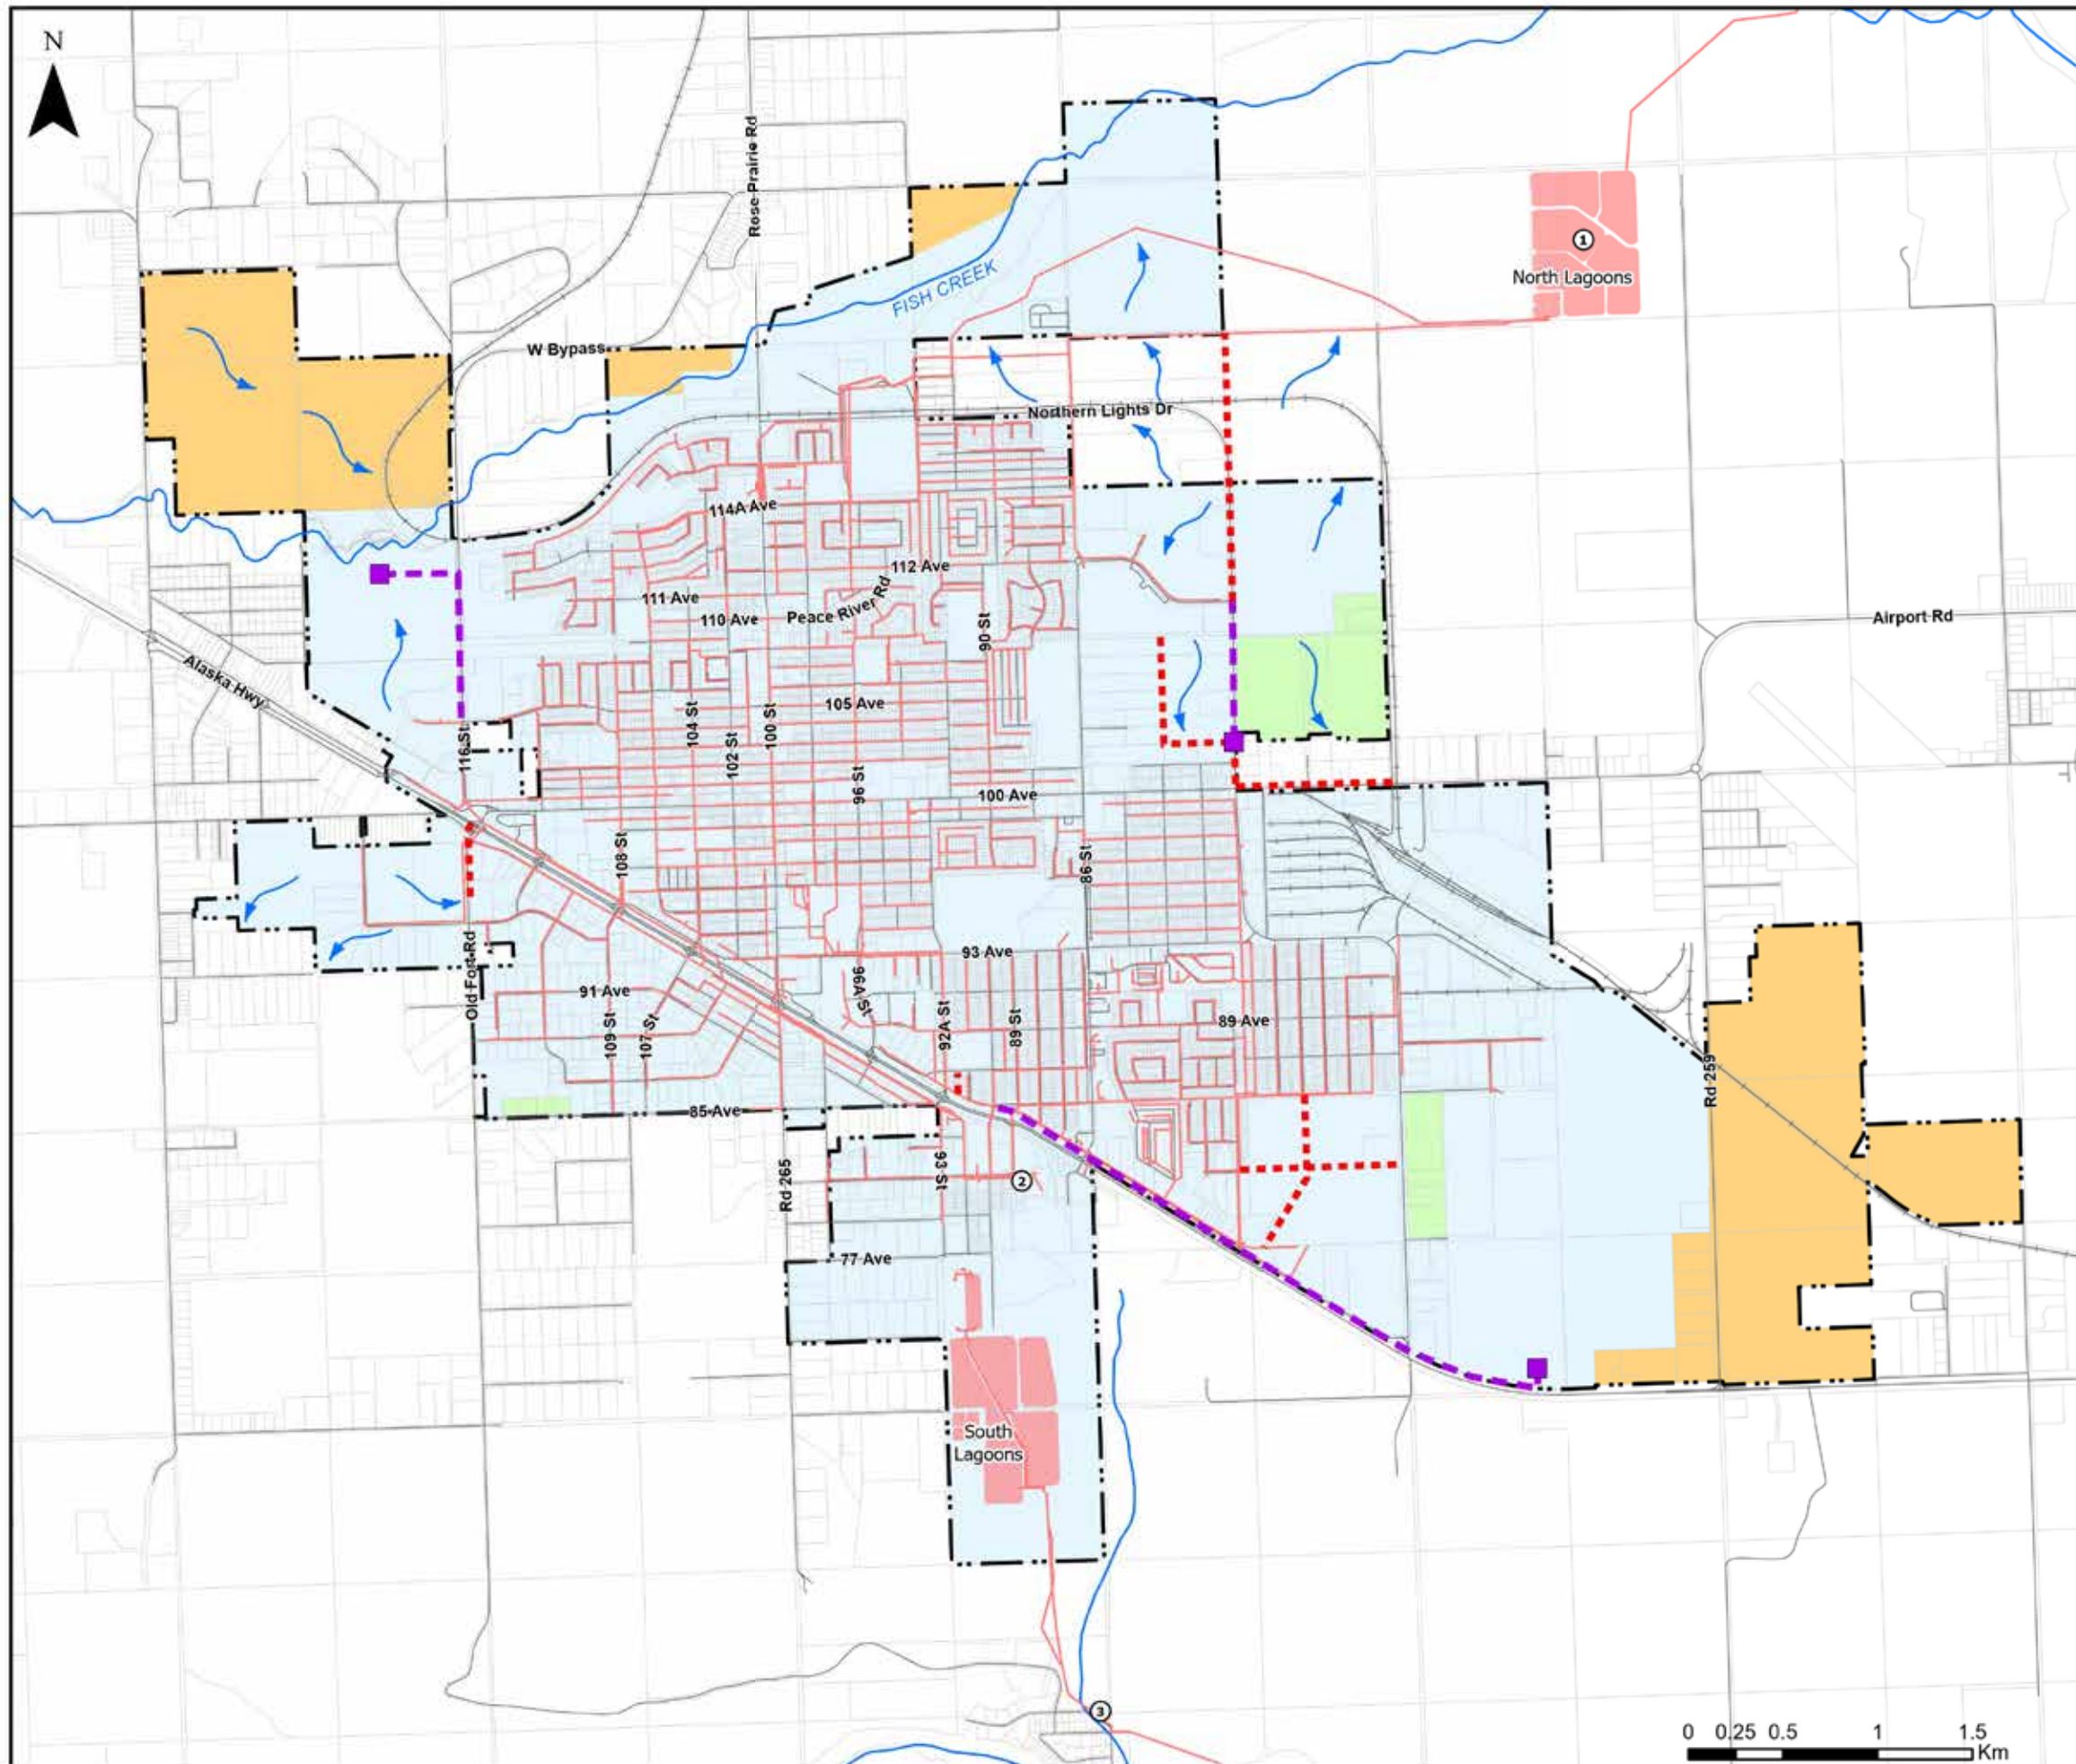 N
Rose Prairie Rd
1
North Lagoons
FISH CREEK
W Bypass
Northern Lights Dr
114A Ave
112 Ave
111 Ave
110 Ave
Peace River Rd
90 St
Airport Rd
Alaska Hwy
116 St
104 St
102 St
100 St
105 Ave
96 St
100 Ave
108 St
86 St
93 Ave
Old Fort Rd
91 Ave
109 St
107 St
96A St
92A St
89 St
89 Ave
Rd 259
85 Ave
Rd 265
93 St
2
77 Ave
South
Lagoons
3
0 0.25 0.5 1 1.5
Km